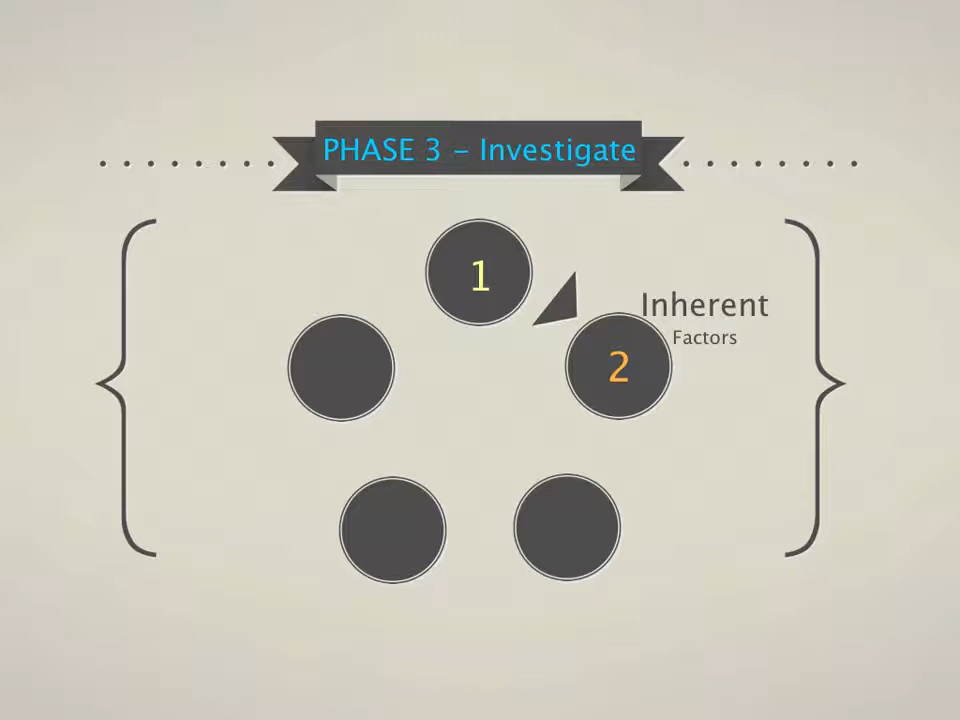 PHASE 3 - Investigate
1
Inherent
Factors
2